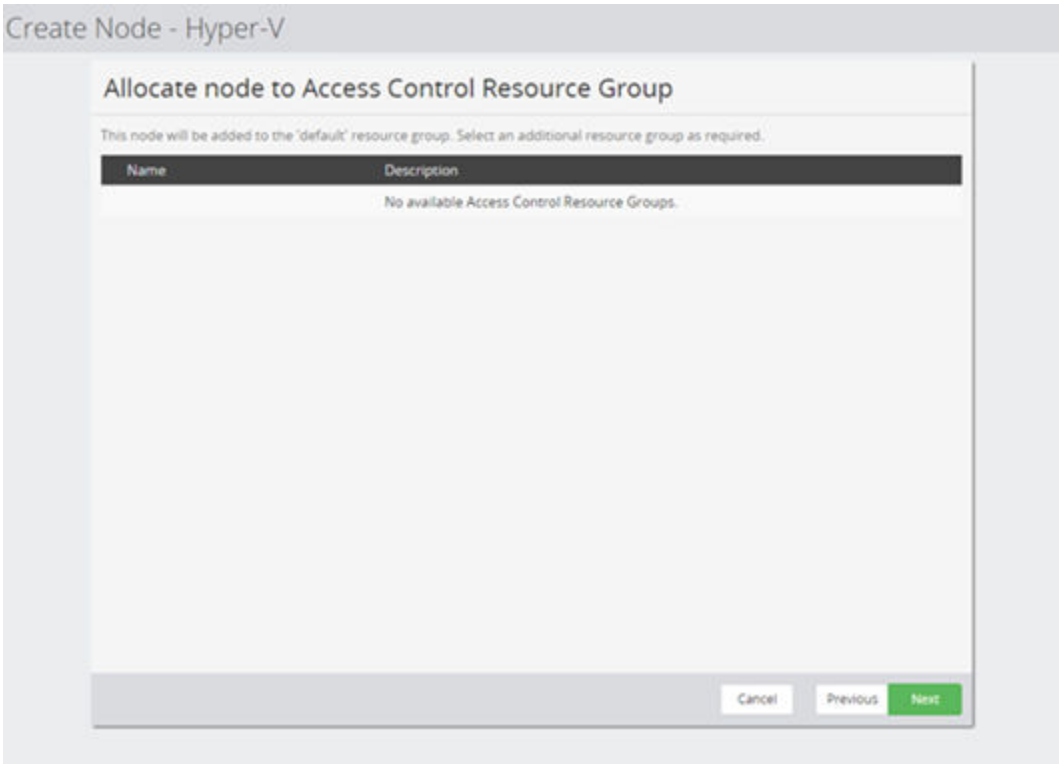 Create Node - Hyper-V
Allocate node to Access Control Resource Group
This node will be added to the 'default' resource group. Select an additional resource group as required.
Name Description
No available Access Control Resource Groups.
Cancel Previous Next